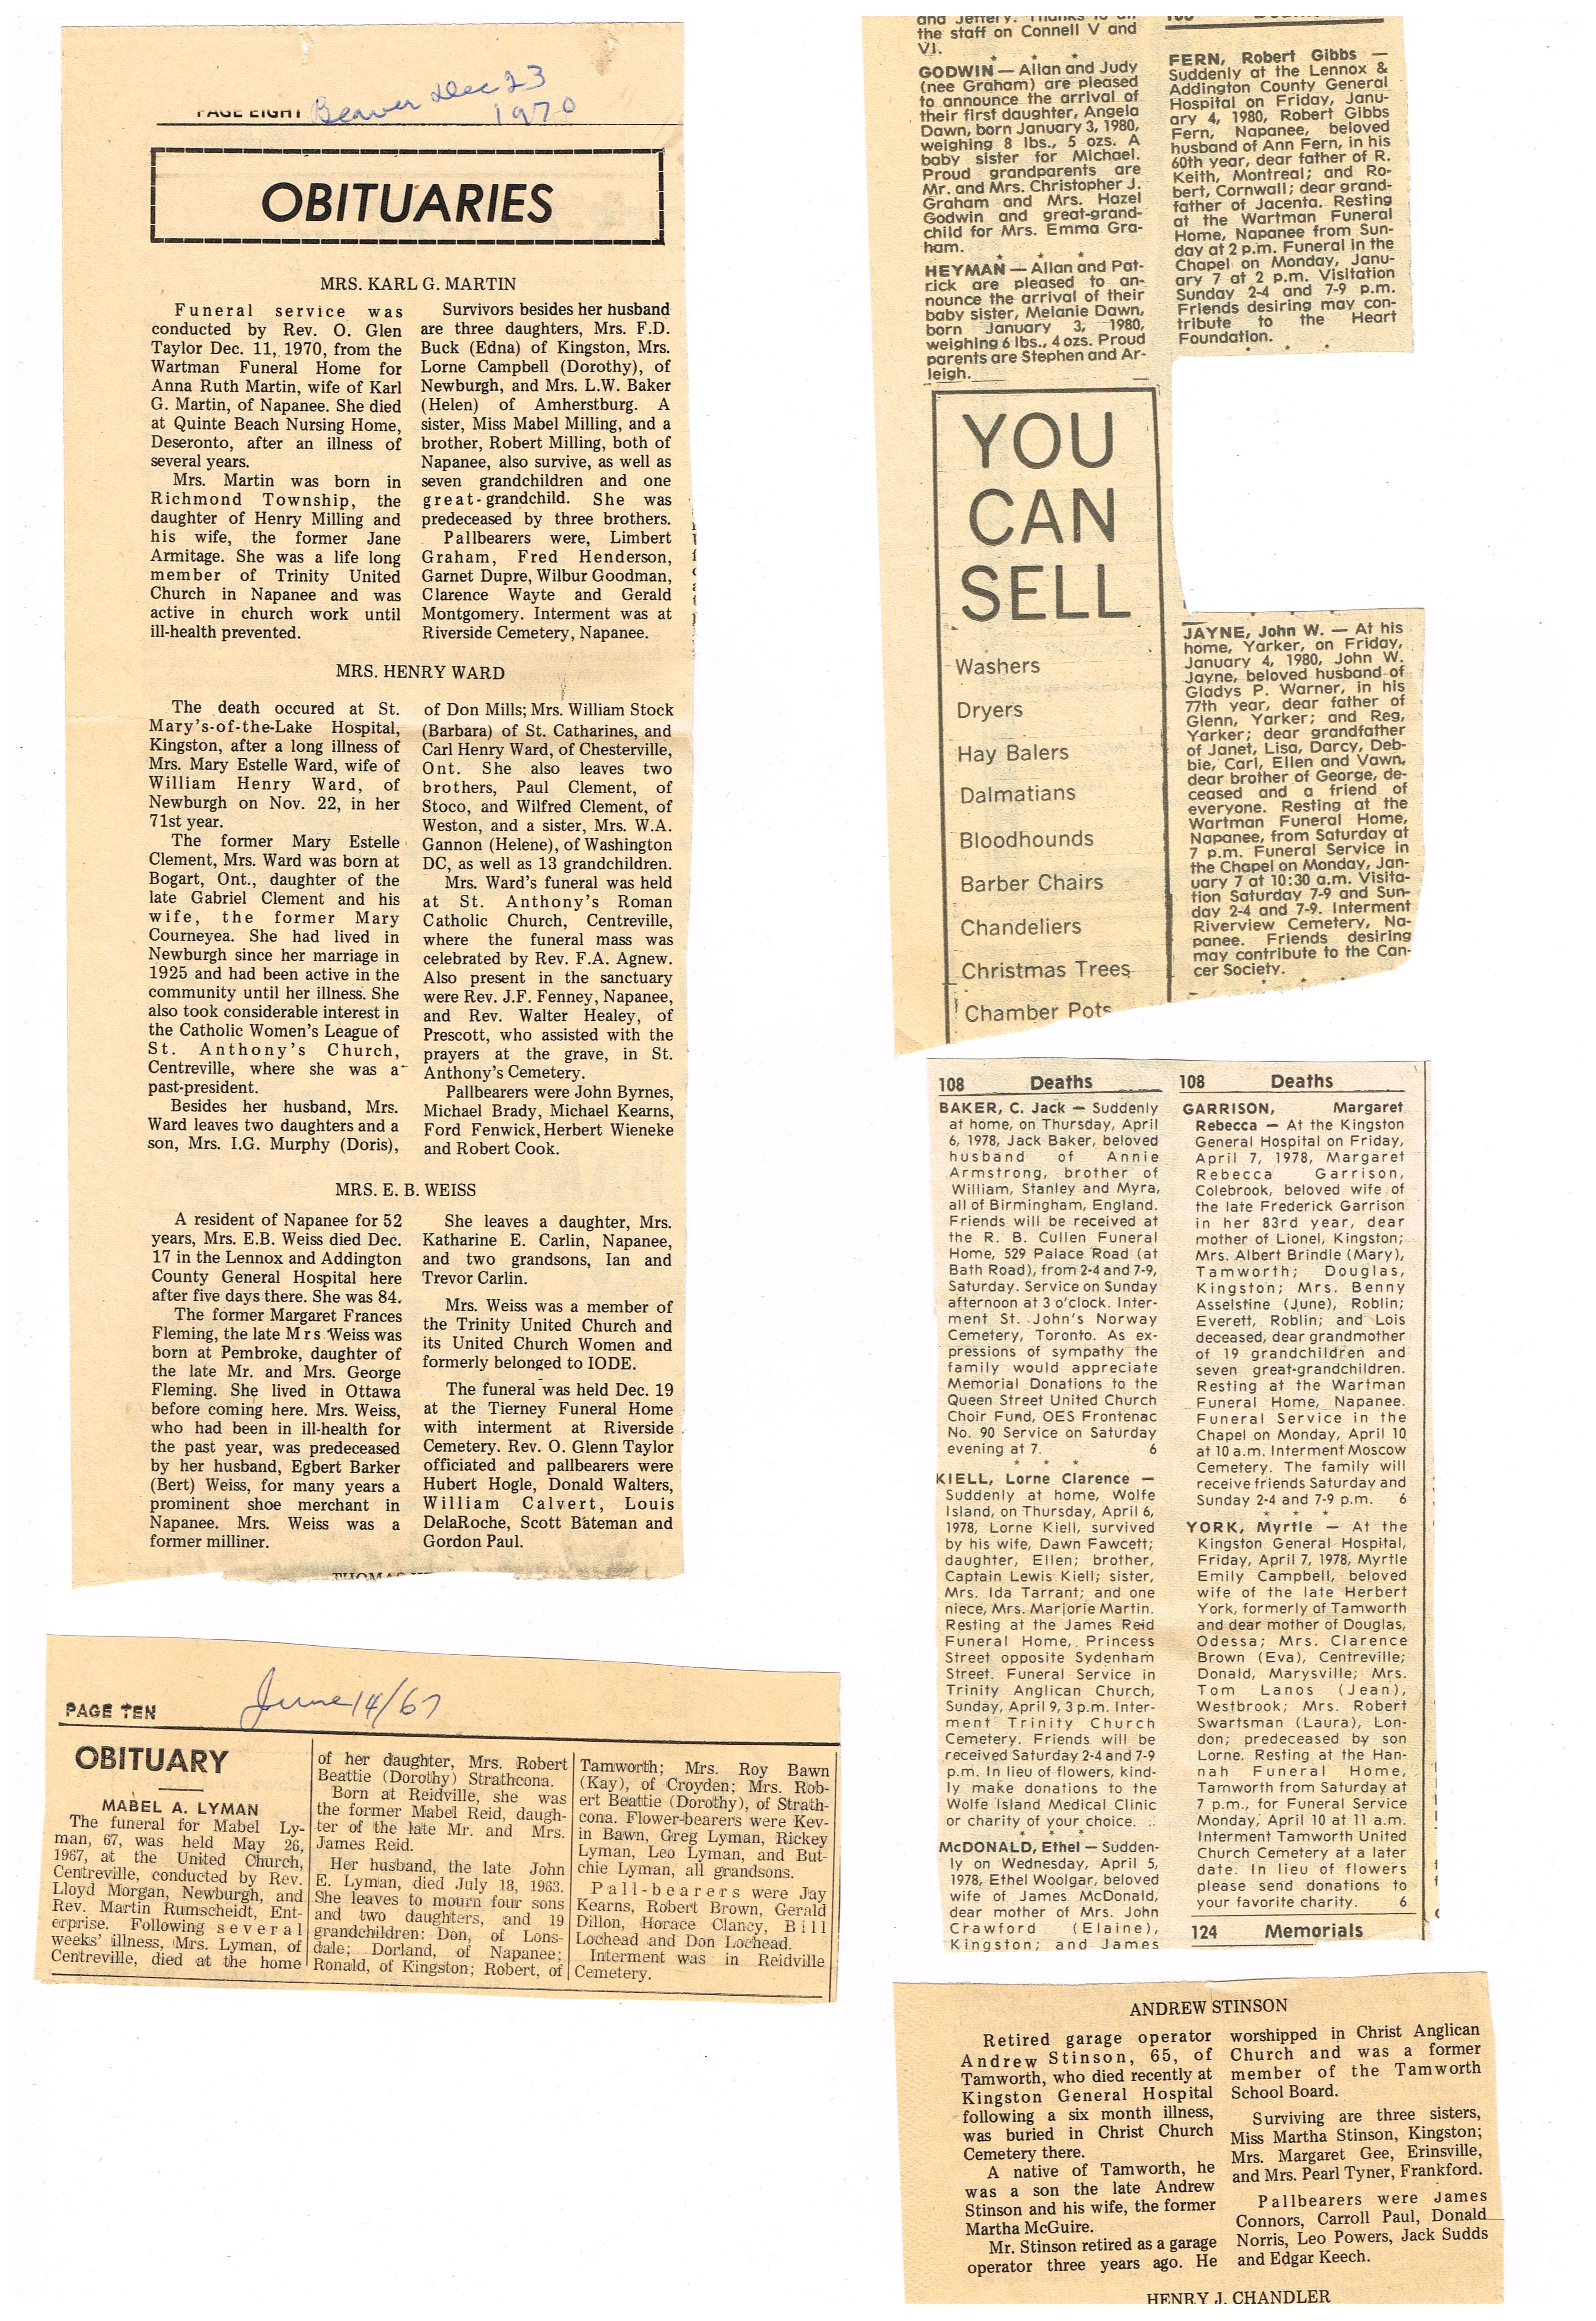 PAGE EIGHT Beaver Dec 23
1970
OBITUARIES
MRS. KARL G. MARTIN
Funeral service was
conducted by Rev. O. Glen
Taylor Dec. 11, 1970, from the
Wartman Funeral Home for
Anna Ruth Martin, wife of Karl
G. Martin, of Napanee. She died
at Quinte Beach Nursing Home,
Deseronto, after an illness of
several years.
Mrs. Martin was born in
Richmond Township, the
daughter of Henry Milling and
his wife, the former Jane
Armitage. She was a life long
member of Trinity United
Church in Napanee and was
active in church work until
ill-health prevented.
Survivors besides her husband
are three daughters, Mrs. F.D.
Buck (Edna) of Kingston, Mrs.
Lorne Campbell (Dorothy), of
Newburgh, and Mrs. L.W. Baker
(Helen) of Amherstburg. A
sister, Miss Mabel Milling, and a
brother, Robert Milling, both of
Napanee, also survive, as well as
seven grandchildren and one
great-grandchild. She was
predeceased by three brothers.
Pallbearers were, Limbert
Graham, Fred Henderson,
Garnet Dupre, Wilbur Goodman,
Clarence Wayte and Gerald
Montgomery. Interment was at
Riverside Cemetery, Napanee.
MRS. HENRY WARD
The death occured at St.
Mary's-of-the-Lake Hospital,
Kingston, after a long illness of
Mrs. Mary Estelle Ward, wife of
William Henry Ward, of
Newburgh on Nov. 22, in her
71st year.
The former Mary Estelle
Clement, Mrs. Ward was born at
Bogart, Ont., daughter of the
late Gabriel Clement and his
wife, the former Mary
Courneyea. She had lived in
Newburgh since her marriage in
1925 and had been active in the
community until her illness. She
also took considerable interest in
the Catholic Women's League of
St. Anthony's Church,
Centreville, where she was a
past-president.
Besides her husband, Mrs.
Ward leaves two daughters and a
son, Mrs. I.G. Murphy (Doris),
of Don Mills; Mrs. William Stock
(Barbara) of St. Catharines, and
Carl Henry Ward, of Chesterville,
Ont. She also leaves two
brothers, Paul Clement, of
Stoco, and Wilfred Clement, of
Weston, and a sister, Mrs. W.A.
Gannon (Helene), of Washington
DC, as well as 13 grandchildren.
Mrs. Ward's funeral was held
at St. Anthony's Roman
Catholic Church, Centreville,
where the funeral mass was
celebrated by Rev. F.A. Agnew.
Also present in the sanctuary
were Rev. J.F. Fenney, Napanee,
and Rev. Walter Healey, of
Prescott, who assisted with the
prayers at the grave, in St.
Anthony's Cemetery.
Pallbearers were John Byrnes,
Michael Brady, Michael Kearns,
Ford Fenwick, Herbert Wieneke
and Robert Cook.
MRS. E. B. WEISS
A resident of Napanee for 52
years, Mrs. E.B. Weiss died Dec.
17 in the Lennox and Addington
County General Hospital here
after five days there. She was 84.
The former Margaret Frances
Fleming, the late Mrs Weiss was
born at Pembroke, daughter of
the late Mr. and Mrs. George
Fleming. She lived in Ottawa
before coming here. Mrs. Weiss,
who had been in ill-health for
the past year, was predeceased
by her husband, Egbert Barker
(Bert) Weiss, for many years a
prominent shoe merchant in
Napanee. Mrs. Weiss was a
former milliner.
She leaves a daughter, Mrs.
Katharine E. Carlin, Napanee,
and two grandsons, Ian and
Trevor Carlin.
Mrs. Weiss was a member of
the Trinity United Church and
its United Church Women and
formerly belonged to IODE.
The funeral was held Dec. 19
at the Tierney Funeral Home
with interment at Riverside
Cemetery. Rev. O. Glenn Taylor
officiated and pallbearers were
Hubert Hogle, Donald Walters,
William Calvert, Louis
DelaRoche, Scott Bateman and
Gordon Paul.
THOMAS
PAGE TEN June 14/67
OBITUARY
MABEL A. LYMAN
The funeral for Mabel Ly-
man, 67, was held May 26,
1967, at the United Church,
Centreville, conducted by Rev.
Lloyd Morgan, Newburgh, and
Rev. Martin Rumscheidt, Ent-
erprise. Following several
weeks' illness, Mrs. Lyman, of
Centreville, died at the home
of her daughter, Mrs. Robert
Beattie (Dorothy) Strathcona.
Born at Reidville, she was
the former Mabel Reid, daugh-
ter of the late Mr. and Mrs.
James Reid.
Her husband, the late John
E. Lyman, died July 18, 1963.
She leaves to mourn four sons
and two daughters, and 19
grandchildren: Don, of Lons-
dale; Dorland, of Napanee;
Ronald, of Kingston; Robert, of
Tamworth; Mrs. Roy Bawn
(Kay), of Croyden; Mrs. Rob-
ert Beattie (Dorothy), of Strath-
cona. Flower-bearers were Kev-
in Bawn, Greg Lyman, Rickey
Lyman, Leo Lyman, and But-
chie Lyman, all grandsons.
Pall-bearers were Jay
Kearns, Robert Brown, Gerald
Dillon, Horace Clancy, Bill
Lochead and Don Lochead.
Interment was in Reidville
Cemetery.
and Jeffery. Thanks to all
the staff on Connell V and
VI.
GODWIN — Allan and Judy
(nee Graham) are pleased
to announce the arrival of
their first daughter, Angela
Dawn, born January 3, 1980,
weighing 8 lbs., 5 ozs. A
baby sister for Michael.
Proud grandparents are
Mr. and Mrs. Christopher J.
Graham and Mrs. Hazel
Godwin and great-grand-
child for Mrs. Emma Gra-
ham.
HEYMAN — Allan and Pat-
rick are pleased to an-
nounce the arrival of their
baby sister, Melanie Dawn,
born January 3, 1980,
weighing 6 lbs., 4 ozs. Proud
parents are Stephen and Ar-
leigh.
YOU
CAN
SELL
Washers
Dryers
Hay Balers
Dalmatians
Bloodhounds
Barber Chairs
Chandeliers
Christmas Trees
Chamber Pots
108 Deaths
FERN, Robert Gibbs —
Suddenly at the Lennox &
Addington County General
Hospital on Friday, Janu-
ary 4, 1980, Robert Gibbs
Fern, Napanee, beloved
husband of Ann Fern, in his
60th year, dear father of R.
Keith, Montreal; and Ro-
bert, Cornwall; dear grand-
father of Jacenta. Resting
at the Wartman Funeral
Home, Napanee from Sun-
day at 2 p.m. Funeral in the
Chapel on Monday, Janu-
ary 7 at 2 p.m. Visitation
Sunday 2-4 and 7-9 p.m.
Friends desiring may con-
tribute to the Heart
Foundation.
JAYNE, John W. — At his
home, Yarker, on Friday,
January 4, 1980, John W.
Jayne, beloved husband of
Gladys P. Warner, in his
77th year, dear father of
Glenn, Yarker; and Reg,
Yarker; dear grandfather
of Janet, Lisa, Darcy, Deb-
bie, Carl, Ellen and Vawn,
dear brother of George, de-
ceased and a friend of
everyone. Resting at the
Wartman Funeral Home,
Napanee, from Saturday at
7 p.m. Funeral Service in
the Chapel on Monday, Jan-
uary 7 at 10:30 a.m. Visita-
tion Saturday 7-9 and Sun-
day 2-4 and 7-9. Interment
Riverview Cemetery, Na-
panee. Friends desiring
may contribute to the Can-
cer Society.
108 Deaths
BAKER, C. Jack — Suddenly
at home, on Thursday, April
6, 1978, Jack Baker, beloved
husband of Annie
Armstrong, brother of
William, Stanley and Myra,
all of Birmingham, England.
Friends will be received at
the R. B. Cullen Funeral
Home, 529 Palace Road (at
Bath Road), from 2-4 and 7-9,
Saturday. Service on Sunday
afternoon at 3 o'clock. Inter-
ment St. John's Norway
Cemetery, Toronto. As ex-
pressions of sympathy the
family would appreciate
Memorial Donations to the
Queen Street United Church
Choir Fund, OES Frontenac
No. 90 Service on Saturday
evening at 7. 6
* * *
KIELL, Lorne Clarence —
Suddenly at home, Wolfe
Island, on Thursday, April 6,
1978, Lorne Kiell, survived
by his wife, Dawn Fawcett;
daughter, Ellen; brother,
Captain Lewis Kiell; sister,
Mrs. Ida Tarrant; and one
niece, Mrs. Marjorie Martin.
Resting at the James Reid
Funeral Home, Princess
Street opposite Sydenham
Street. Funeral Service in
Trinity Anglican Church,
Sunday, April 9, 3 p.m. Inter-
ment Trinity Church
Cemetery. Friends will be
received Saturday 2-4 and 7-9
p.m. In lieu of flowers, kind-
ly make donations to the
Wolfe Island Medical Clinic
or charity of your choice.
* * *
McDONALD, Ethel — Sudden-
ly on Wednesday, April 5,
1978, Ethel Woolgar, beloved
wife of James McDonald,
dear mother of Mrs. John
Crawford (Elaine),
Kingston; and James
108 Deaths
GARRISON, Margaret
Rebecca — At the Kingston
General Hospital on Friday,
April 7, 1978, Margaret
Rebecca Garrison,
Colebrook, beloved wife of
the late Frederick Garrison
in her 83rd year, dear
mother of Lionel, Kingston;
Mrs. Albert Brindle (Mary),
Tamworth; Douglas,
Kingston; Mrs. Benny
Asselstine (June), Roblin;
Everett, Roblin; and Lois
deceased, dear grandmother
of 19 grandchildren and
seven great-grandchildren.
Resting at the Wartman
Funeral Home, Napanee.
Funeral Service in the
Chapel on Monday, April 10
at 10 a.m. Interment Moscow
Cemetery. The family will
receive friends Saturday and
Sunday 2-4 and 7-9 p.m. 6
* * *
YORK, Myrtle — At the
Kingston General Hospital,
Friday, April 7, 1978, Myrtle
Emily Campbell, beloved
wife of the late Herbert
York, formerly of Tamworth
and dear mother of Douglas,
Odessa; Mrs. Clarence
Brown (Eva), Centreville;
Donald, Marysville; Mrs.
Tom Lanos (Jean),
Westbrook; Mrs. Robert
Swartsman (Laura), Lon-
don; predeceased by son
Lorne. Resting at the Han-
nah Funeral Home,
Tamworth from Saturday at
7 p.m., for Funeral Service
Monday, April 10 at 11 a.m.
Interment Tamworth United
Church Cemetery at a later
date. In lieu of flowers
please send donations to
your favorite charity. 6
124 Memorials
ANDREW STINSON
Retired garage operator
Andrew Stinson, 65, of
Tamworth, who died recently at
Kingston General Hospital
following a six month illness,
was buried in Christ Church
Cemetery there.
A native of Tamworth, he
was a son the late Andrew
Stinson and his wife, the former
Martha McGuire.
Mr. Stinson retired as a garage
operator three years ago. He
worshipped in Christ Anglican
Church and was a former
member of the Tamworth
School Board.
Surviving are three sisters,
Miss Martha Stinson, Kingston;
Mrs. Margaret Gee, Erinsville,
and Mrs. Pearl Tyner, Frankford.
Pallbearers were James
Connors, Carroll Paul, Donald
Norris, Leo Powers, Jack Sudds
and Edgar Keech.
HENRY J. CHANDLER